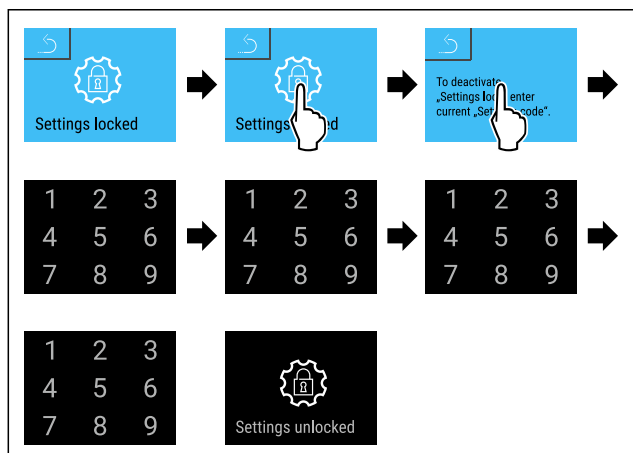 Settings locked
Settings
To deactivate
„Settings enter
current code“.
1 2 3
4 5 6
7 8 9
1 2 3
4 5 6
7 8 9
1 2 3
4 5 6
7 8 9
1 2 3
4 5 6
7 8 9
Settings unlocked